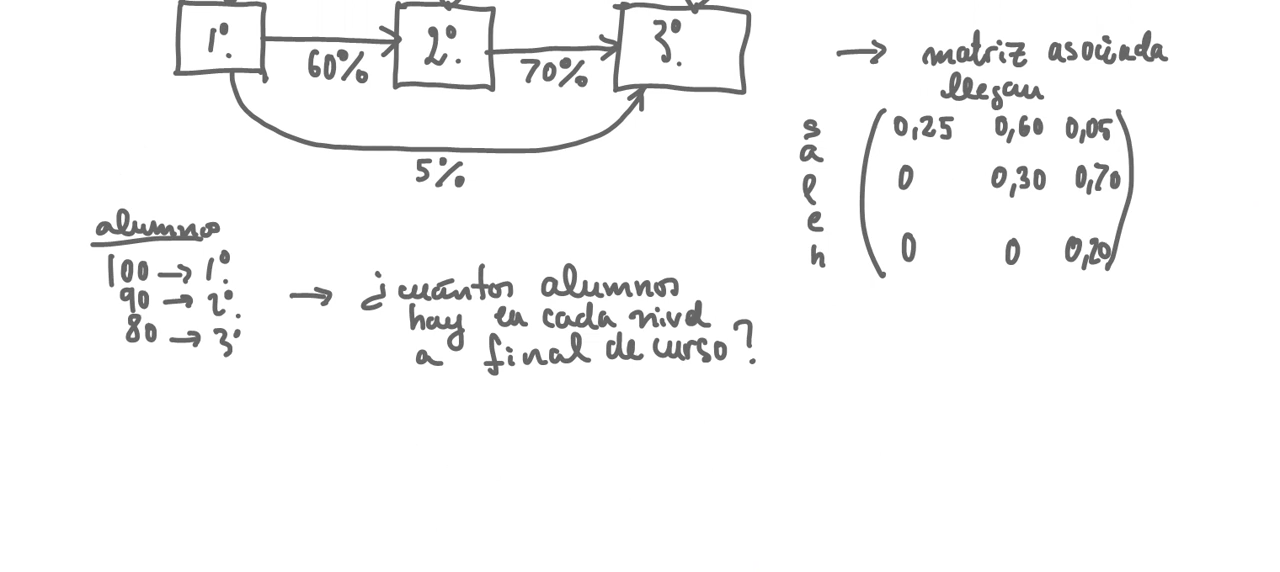 1º.
2º.
3º.
60%
70%
5%
→ matriz asociada
llegan
salen
0,25 0,60 0,05
0 0,30 0,70
0 0 0,20
alumnos
100 → 1º.
90 → 2º.
80 → 3º
→ ¿cuántos alumnos
hay en cada nivel
a final de curso?